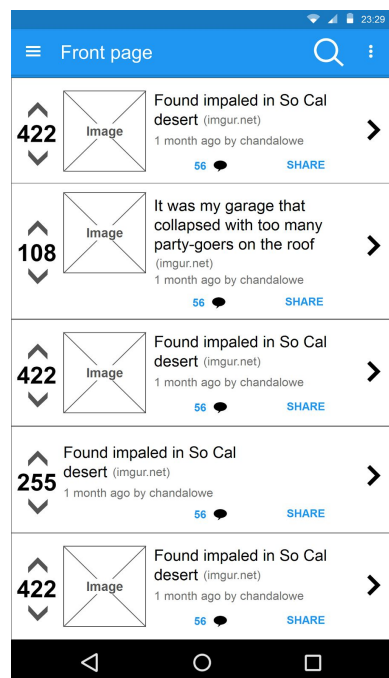 23:29
Front page
422
Image
Found impaled in So Cal
desert (imgur.net)
1 month ago by chandalowe
56
SHARE
108
Image
It was my garage that
collapsed with too many
party-goers on the roof
(imgur.net)
1 month ago by chandalowe
56
SHARE
422
Image
Found impaled in So Cal
desert (imgur.net)
1 month ago by chandalowe
56
SHARE
255
Found impaled in So Cal
desert (imgur.net)
1 month ago by chandalowe
56
SHARE
422
Image
Found impaled in So Cal
desert (imgur.net)
1 month ago by chandalowe
56
SHARE